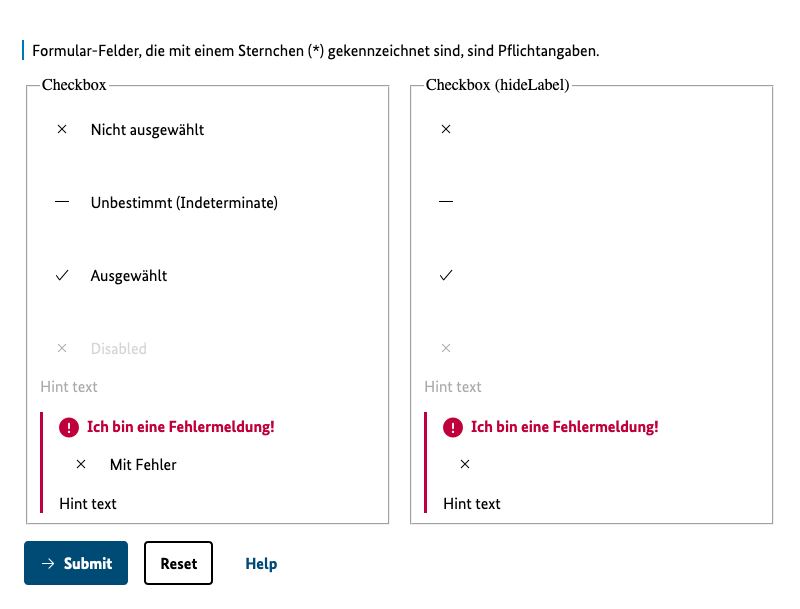 Formular-Felder, die mit einem Sternchen (*) gekennzeichnet sind, sind Pflichtangaben.
Checkbox
Nicht ausgewählt
Unbestimmt (Indeterminate)
Ausgewählt
Disabled
Hint text
Ich bin eine Fehlermeldung!
Mit Fehler
Hint text
Checkbox (hideLabel)
Hint text
Ich bin eine Fehlermeldung!
Hint text
Submit
Reset
Help